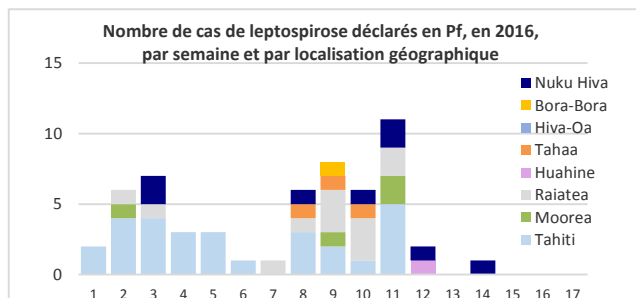 Nombre de cas de leptospirose déclarés en Pf, en 2016,
par semaine et par localisation géographique
15
10
5
0
Nuku Hiva
Bora-Bora
Hiva-Oa
Tahaa
Huahine
Raiatea
Moorea
Tahiti
1 2 3 4 5 6 7 8 9 10 11 12 13 14 15 16 17